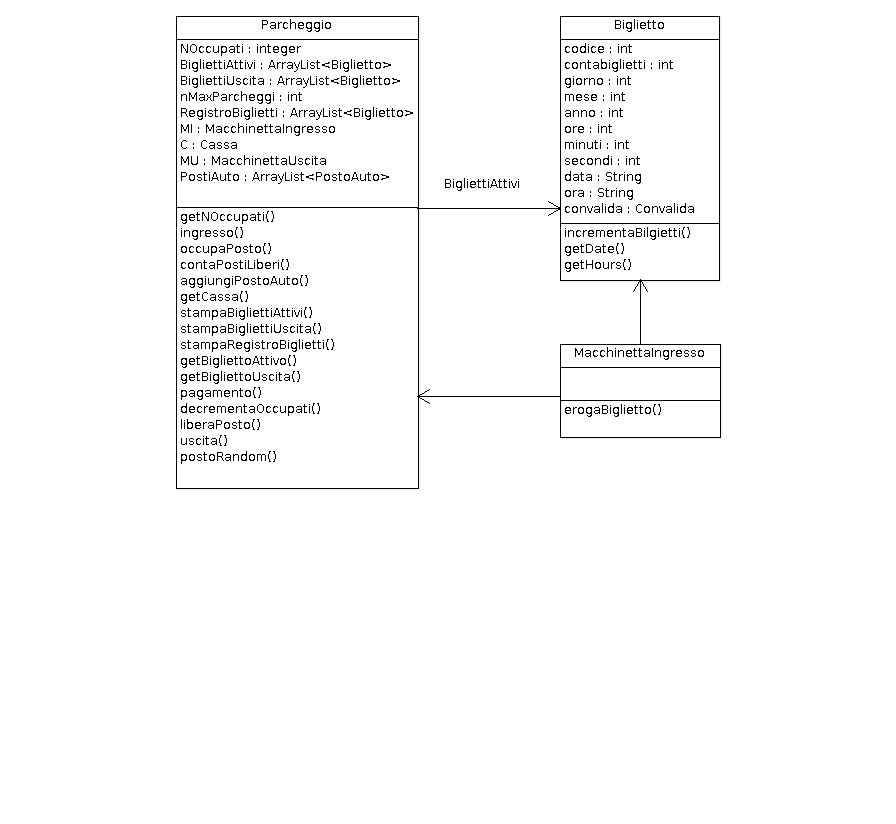 Parcheggio
NOccupati : integer
BigliettiAttivi : ArrayList<Biglietto>
BigliettiUscita : ArrayList<Biglietto>
nMaxParcheggi : int
RegistroBiglietti : ArrayList<Biglietto>
MI : MacchinettaIngresso
C : Cassa
MU : MacchinettaUscita
PostiAuto : ArrayList<PostoAuto>
getNOccupati()
ingresso()
occupaPosto()
contaPostiLiberi()
aggiungiPostoAuto()
getCassa()
stampaBigliettiAttivi()
stampaBigliettiUscita()
stampaRegistroBiglietti()
getBigliettoAttivo()
getBigliettoUscita()
pagamento()
decrementaOccupati()
liberaPosto()
uscita()
postoRandom()
BigliettiAttivi
Biglietto
codice : int
contabiglietti : int
giorno : int
mese : int
anno : int
ore : int
minuti : int
secondi : int
data : String
ora : String
convalida : Convalida
incrementaBilgietti()
getDate()
getHours()
MacchinettaIngresso
erogaBiglietto()